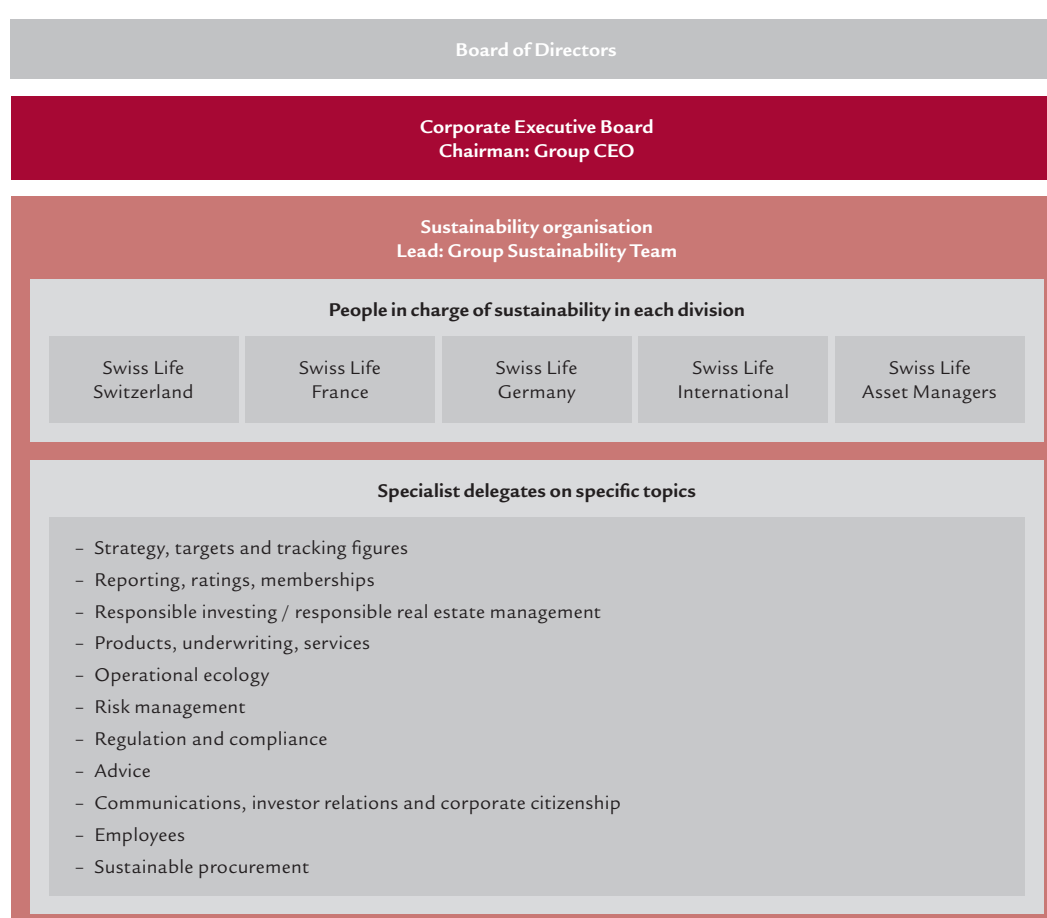 Board of Directors
Corporate Executive Board
Chairman: Group CEO
Sustainability organisation
Lead: Group Sustainability Team
People in charge of sustainability in each division
Swiss Life
Switzerland
Swiss Life
France
Swiss Life
Germany
Swiss Life
International
Swiss Life
Asset Managers
Specialist delegates on specific topics
– Strategy, targets and tracking figures
– Reporting, ratings, memberships
– Responsible investing / responsible real estate management
– Products, underwriting, services
– Operational ecology
– Risk management
– Regulation and compliance
– Advice
– Communications, investor relations and corporate citizenship
– Employees
– Sustainable procurement